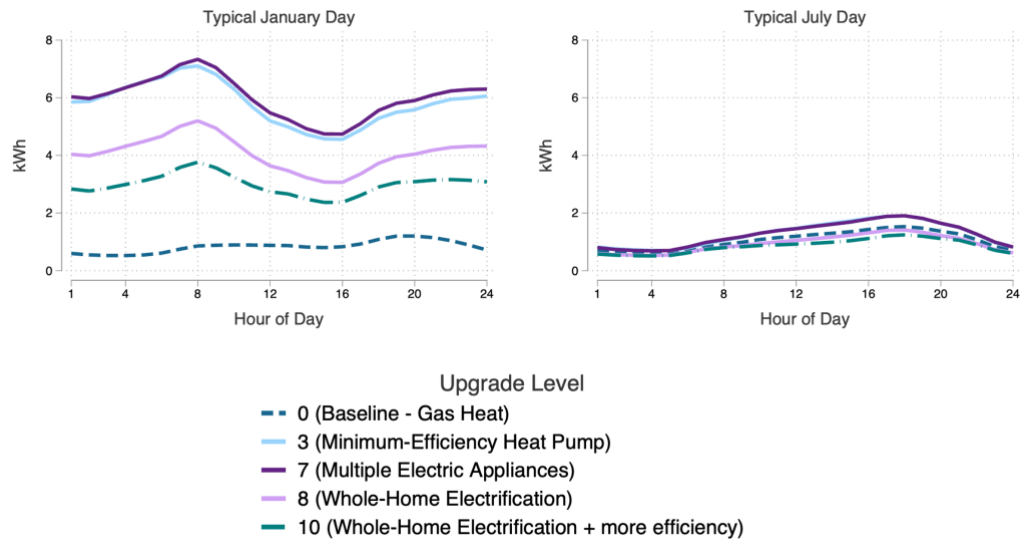 Typical January Day
Typical July Day
8
6
4
2
0
kWh
1 4 8 12 16 20 24
Hour of Day
8
6
4
2
0
kWh
1 4 8 12 16 20 24
Hour of Day
Upgrade Level
0 (Baseline - Gas Heat)
3 (Minimum-Efficiency Heat Pump)
7 (Multiple Electric Appliances)
8 (Whole-Home Electrification)
10 (Whole-Home Electrification + more efficiency)